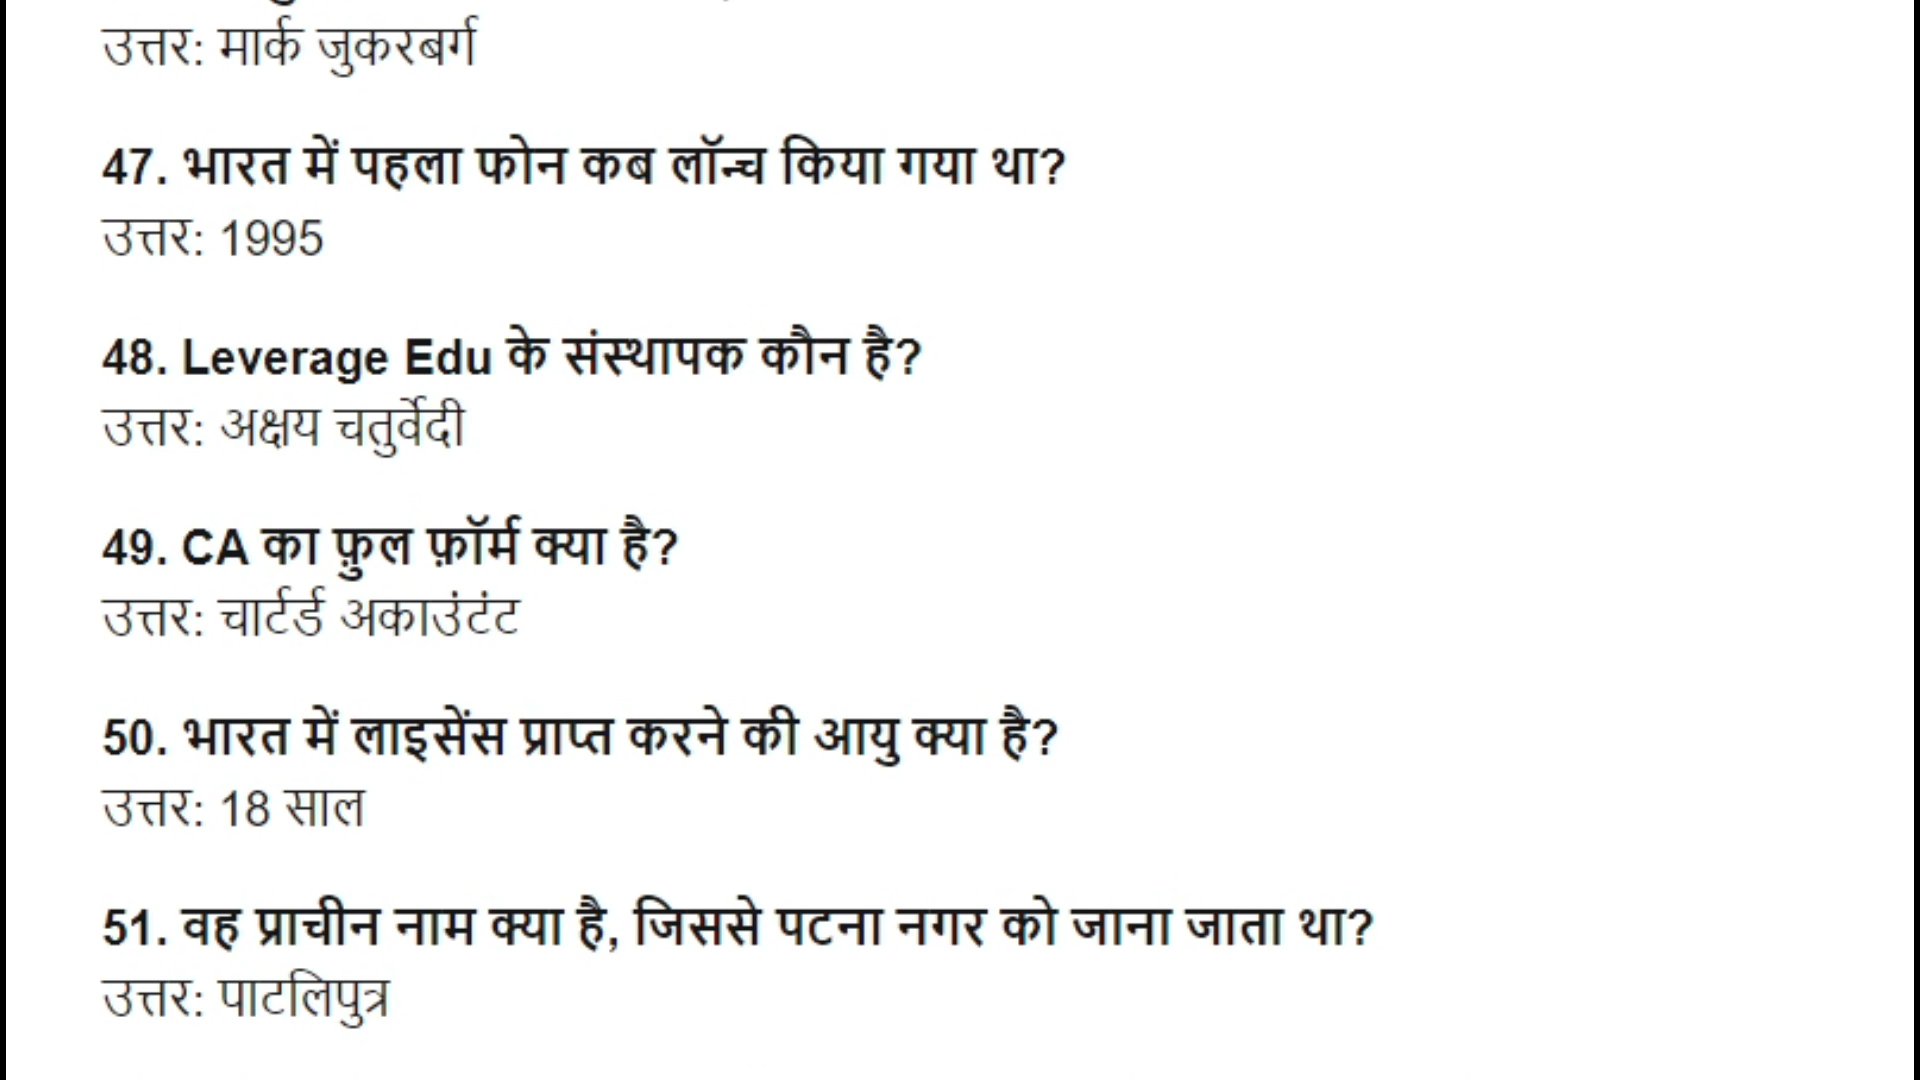 उत्तर: मार्क जुकरबर्ग
47. भारत में पहला फोन कब लॉन्च किया गया था?
उत्तर: 1995
48. Leverage Edu के संस्थापक कौन है?
उत्तर: अक्षय चतुर्वेदी
49. CA का फ़ुल फ़ॉर्म क्या है?
उत्तर: चार्टर्ड अकाउंटेंट
50. भारत में लाइसेंस प्राप्त करने की आयु क्या है?
उत्तर: 18 साल
51. वह प्राचीन नाम क्या है, जिससे पटना नगर को जाना जाता था?
उत्तर: पाटलिपुत्र